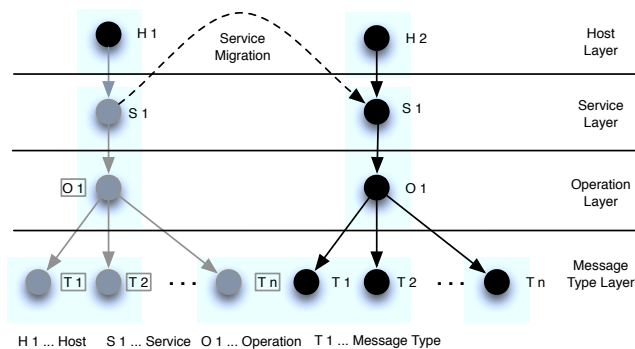 H 1
Service
Migration
H 2
Host
Layer
S 1
S 1
Service
Layer
O 1
O 1
Operation
Layer
T 1
T 2
. . .
T n
T 1
T 2
. . .
T n
Message
Type Layer
H 1 ... Host S 1 ... Service O 1 ... Operation T 1 ... Message Type